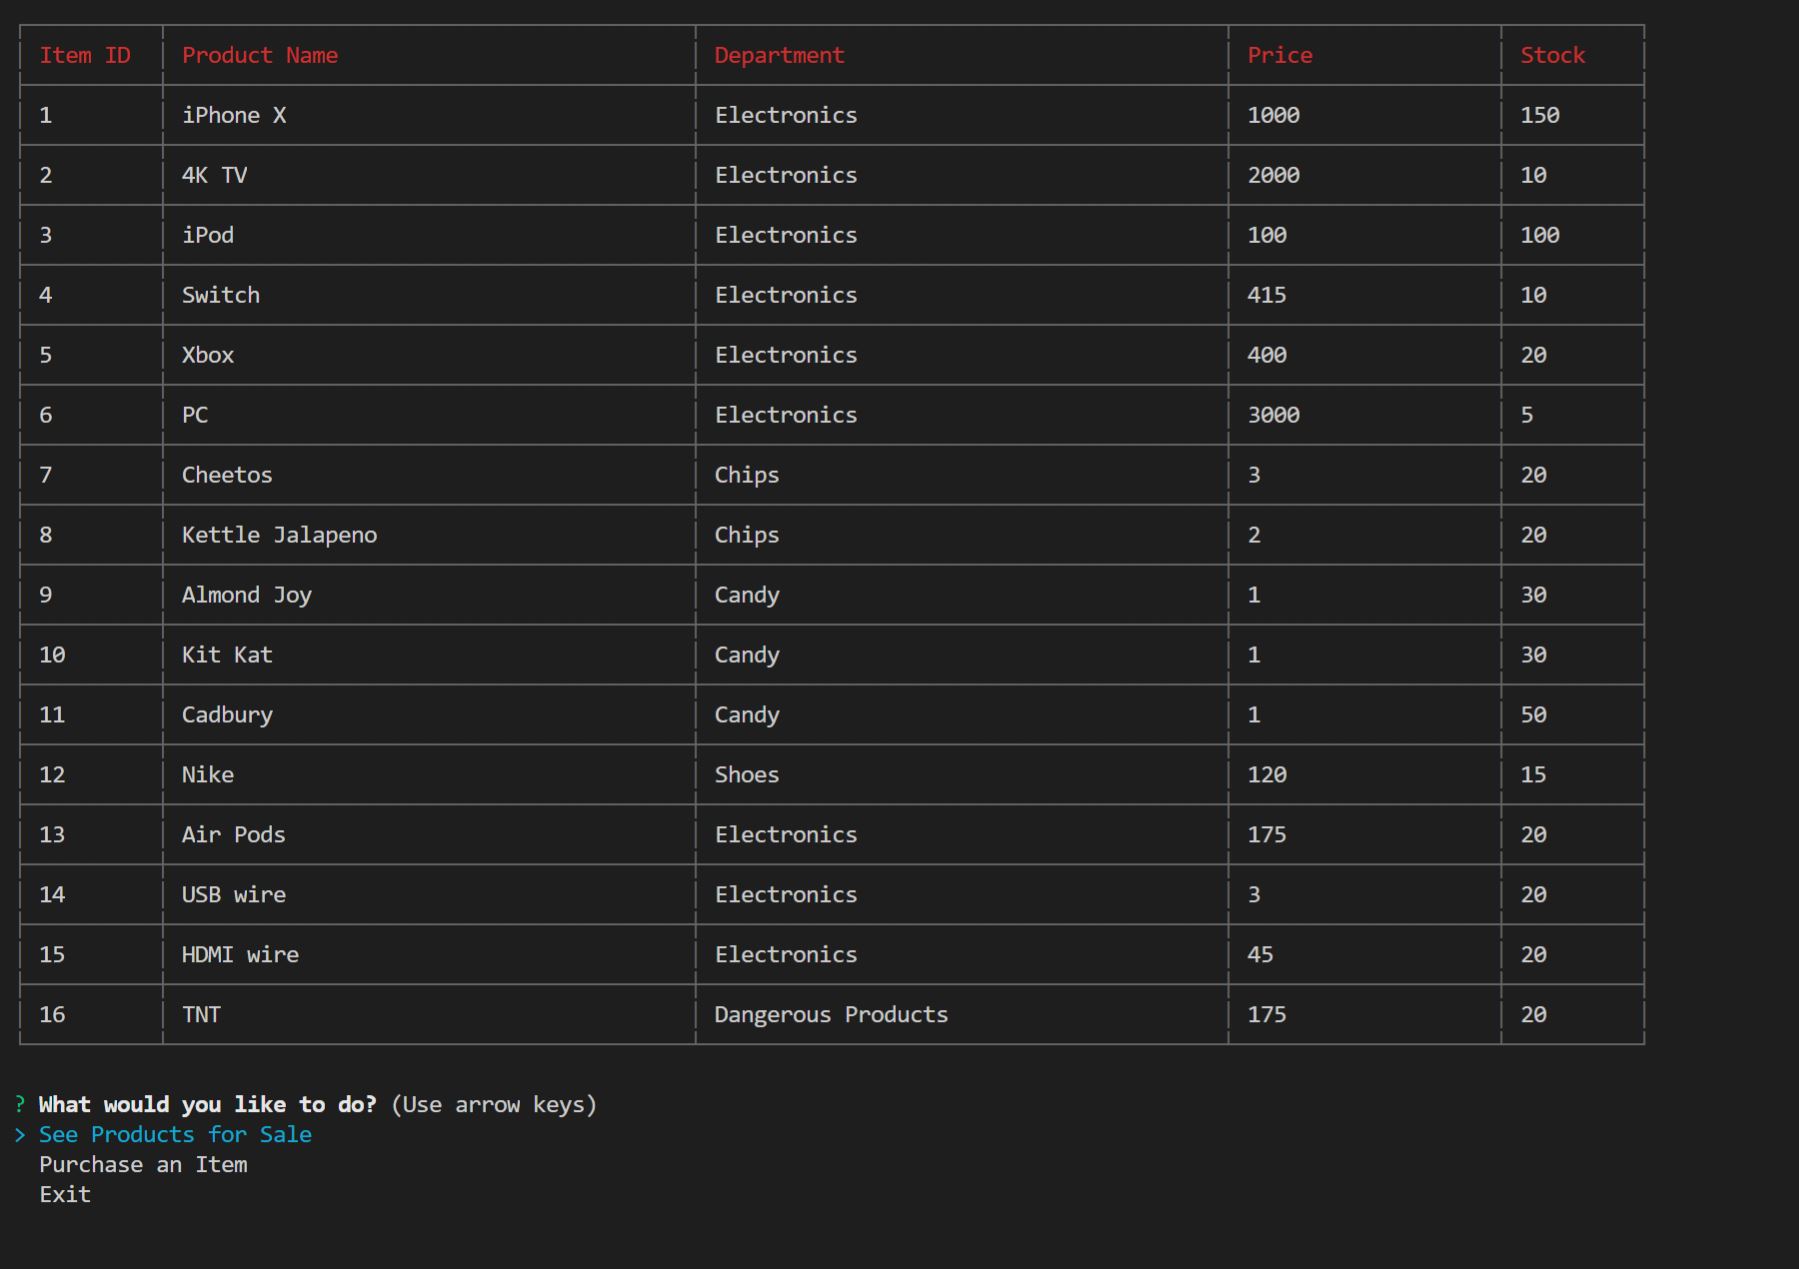 Item ID Product Name Department Price Stock
1 iPhone X Electronics 1000 150
2 4K TV Electronics 2000 10
3 iPod Electronics 100 100
4 Switch Electronics 415 10
5 Xbox Electronics 400 20
6 PC Electronics 3000 5
7 Cheetos Chips 3 20
8 Kettle Jalapeno Chips 2 20
9 Almond Joy Candy 1 30
10 Kit Kat Candy 1 30
11 Cadbury Candy 1 50
12 Nike Shoes 120 15
13 Air Pods Electronics 175 20
14 USB wire Electronics 3 20
15 HDMI wire Electronics 45 20
16 TNT Dangerous Products 175 20
? What would you like to do? (Use arrow keys)
> See Products for Sale
Purchase an Item
Exit